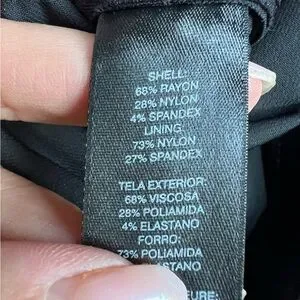 SHELL:
68% RAYON
28% NYLON
4% SPANDEX
LINING
73% NYLON
27% SPANDEX
TELA EXTERIOR:
68% VISCOSA
28% POLIAMIDA
4% ELASTANO
FORRO:
73% POLIAMIDA
ELASTANO